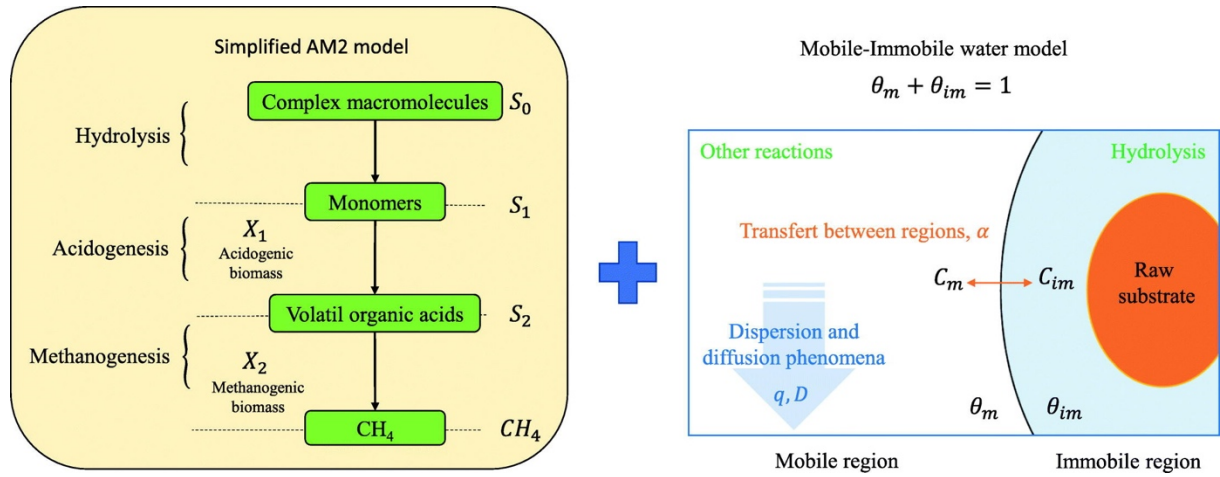 Simplified AM2 model
Complex macromolecules
S₀
Hydrolysis
Monomers
S₁
Acidogenesis
X₁
Acidogenic
biomass
Volatil organic acids
S₂
Methanogenesis
X₂
Methanogenic
biomass
CH₄
CH₄
Mobile-Immobile water model
θₘ + θᵢₘ = 1
Other reactions
Hydrolysis
Transfert between regions, α
Cₘ
Cᵢₘ
Raw
substrate
Dispersion and
diffusion phenomena
q, D
θₘ
θᵢₘ
Mobile region
Immobile region